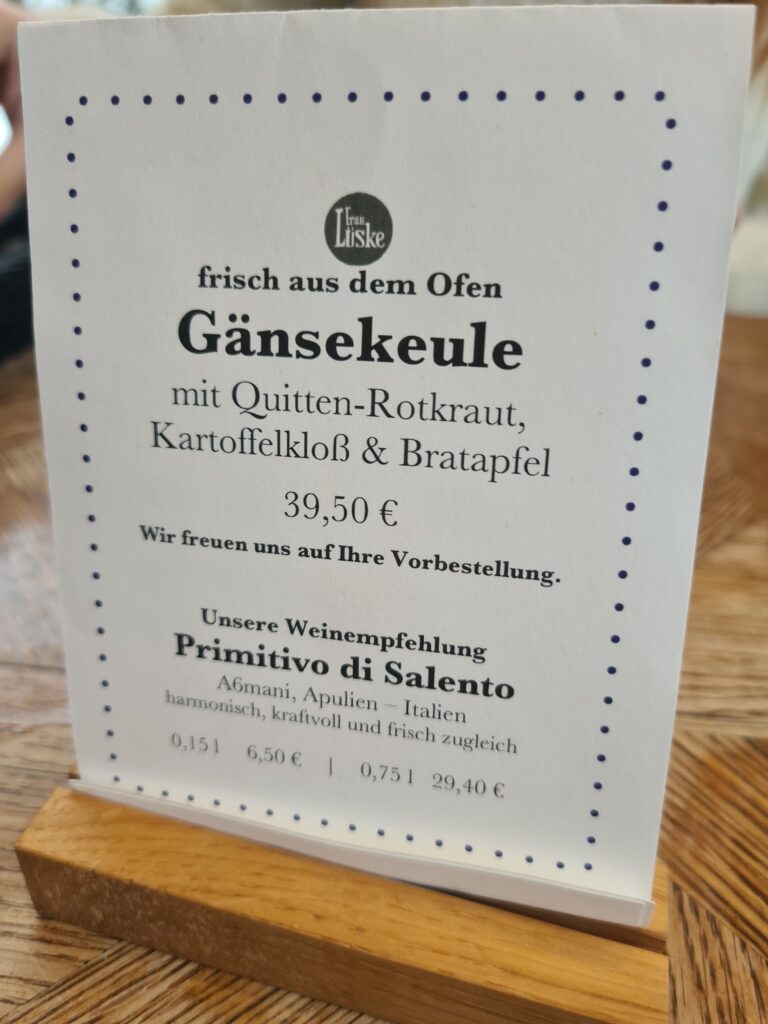 Frau
Lüske
frisch aus dem Ofen
Gänsekeule
mit Quitten-Rotkraut,
Kartoffelkloß & Bratapfel
39,50 €
Wir freuen uns auf Ihre Vorbestellung.
Unsere Weinempfehlung
Primitivo di Salento
A6mani, Apulien – Italien
harmonisch, kraftvoll und frisch zugleich
0,15 l 6,50 € | 0,75 l 29,40 €